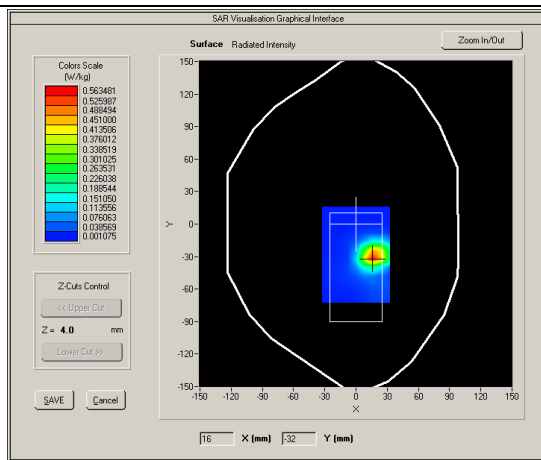 SAR Visualisation Graphical Interface
Surface Radiated Intensity
Zoom In/Out
Colors Scale
(W/kg)
0.563481
0.525987
0.488494
0.451000
0.413506
0.376012
0.338519
0.301025
0.263531
0.226038
0.188544
0.151050
0.113556
0.076063
0.038569
0.001075
Z-Cuts Control
<< Upper Cut
Z = 4.0 mm
Lower Cut >>
SAVE Cancel
150-
120-
90-
60-
30-
0-
-30-
-60-
-90-
-120-
-150-
Y
-150 -120 -90 -60 -30 0 30 60 90 120 150
X
16 X (mm) -32 Y (mm)